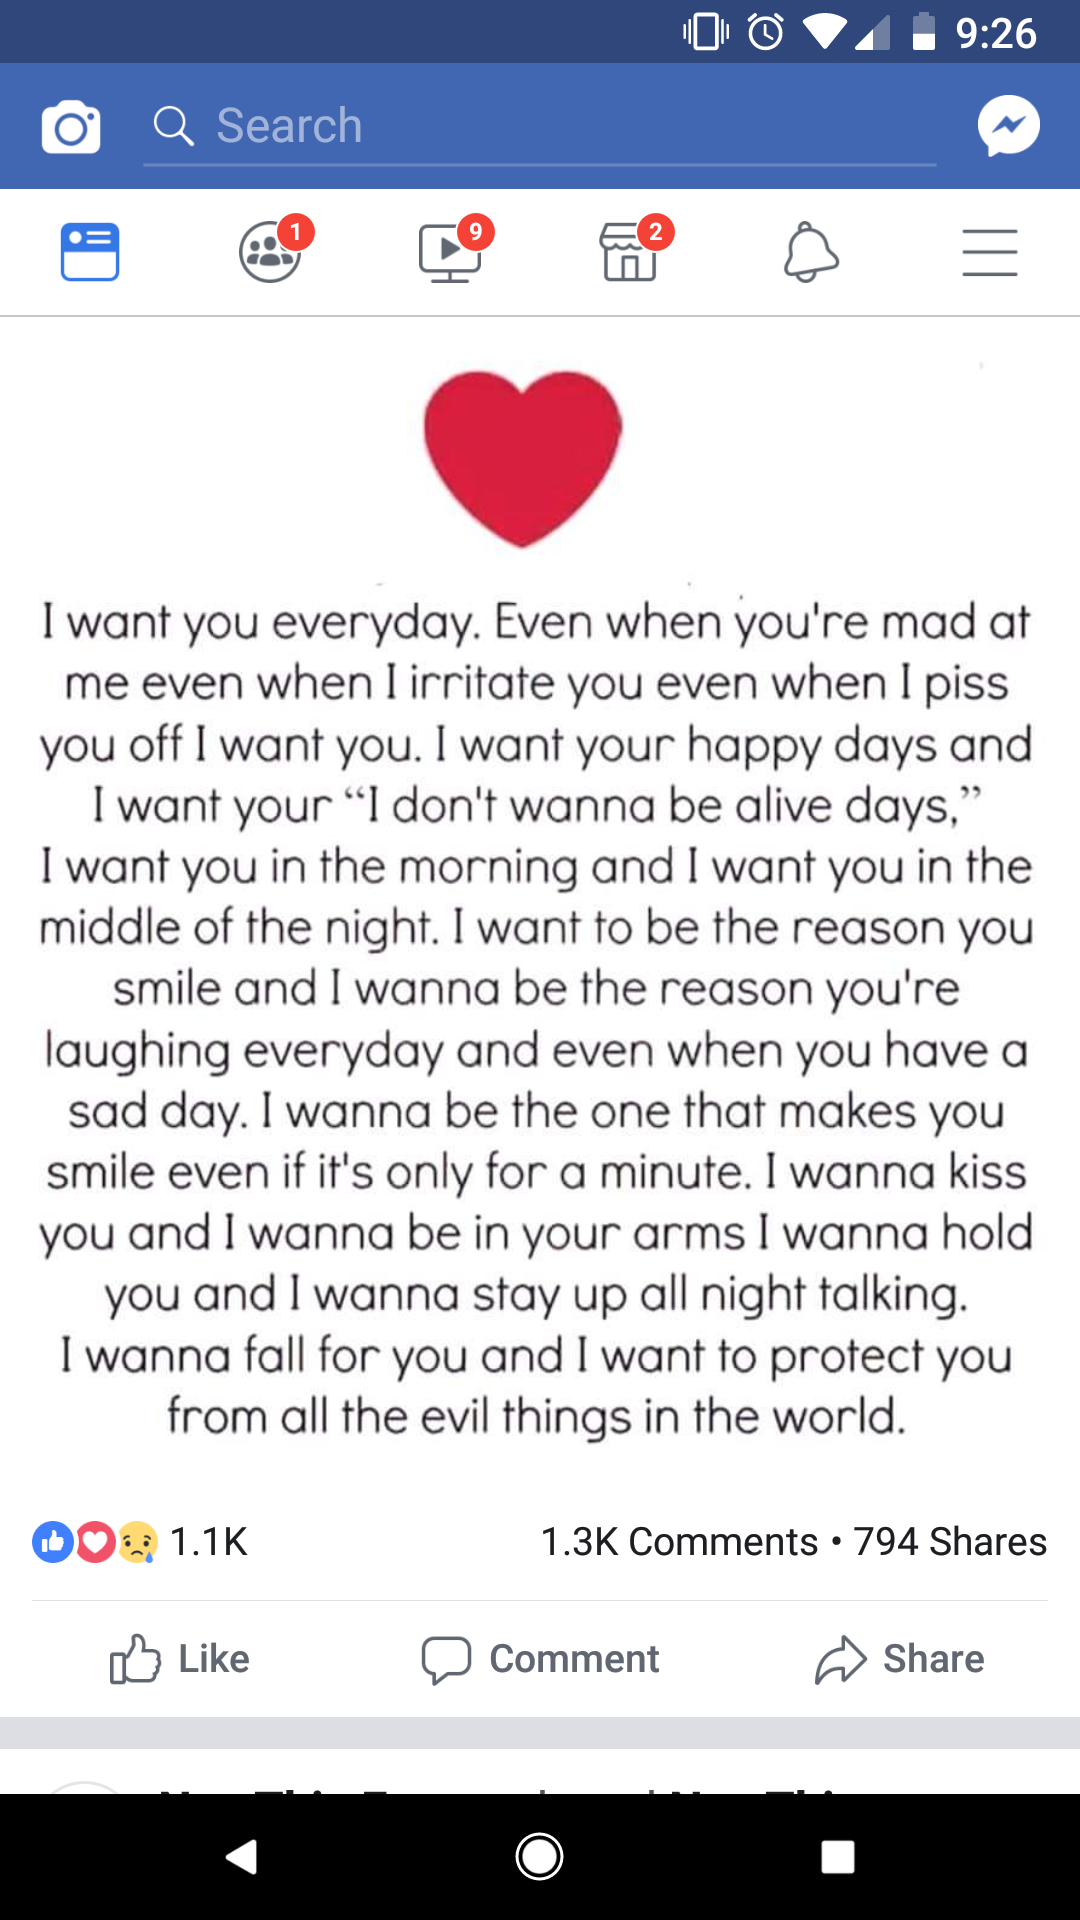 9:26
Search
1
9
2
I want you everyday. Even when you're mad at
me even when I irritate you even when I piss
you off I want you. I want your happy days and
I want your “I don't wanna be alive days,”
I want you in the morning and I want you in the
middle of the night. I want to be the reason you
smile and I wanna be the reason you're
laughing everyday and even when you have a
sad day. I wanna be the one that makes you
smile even if it's only for a minute. I wanna kiss
you and I wanna be in your arms I wanna hold
you and I wanna stay up all night talking.
I wanna fall for you and I want to protect you
from all the evil things in the world.
1.1K
1.3K Comments • 794 Shares
Like
Comment
Share